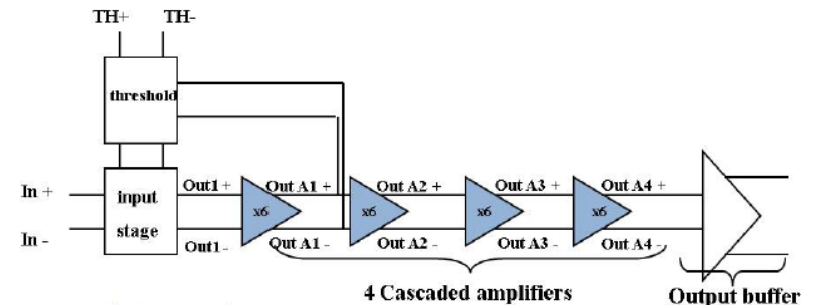 TH+ TH-
threshold
In + input Out1 + Out A1 + Out A2 + Out A3 + Out A4 +
x6 x6 x6 x6
In - stage Out1 - Out A1 - Out A2 - Out A3 - Out A4 -
4 Cascaded amplifiers Output buffer